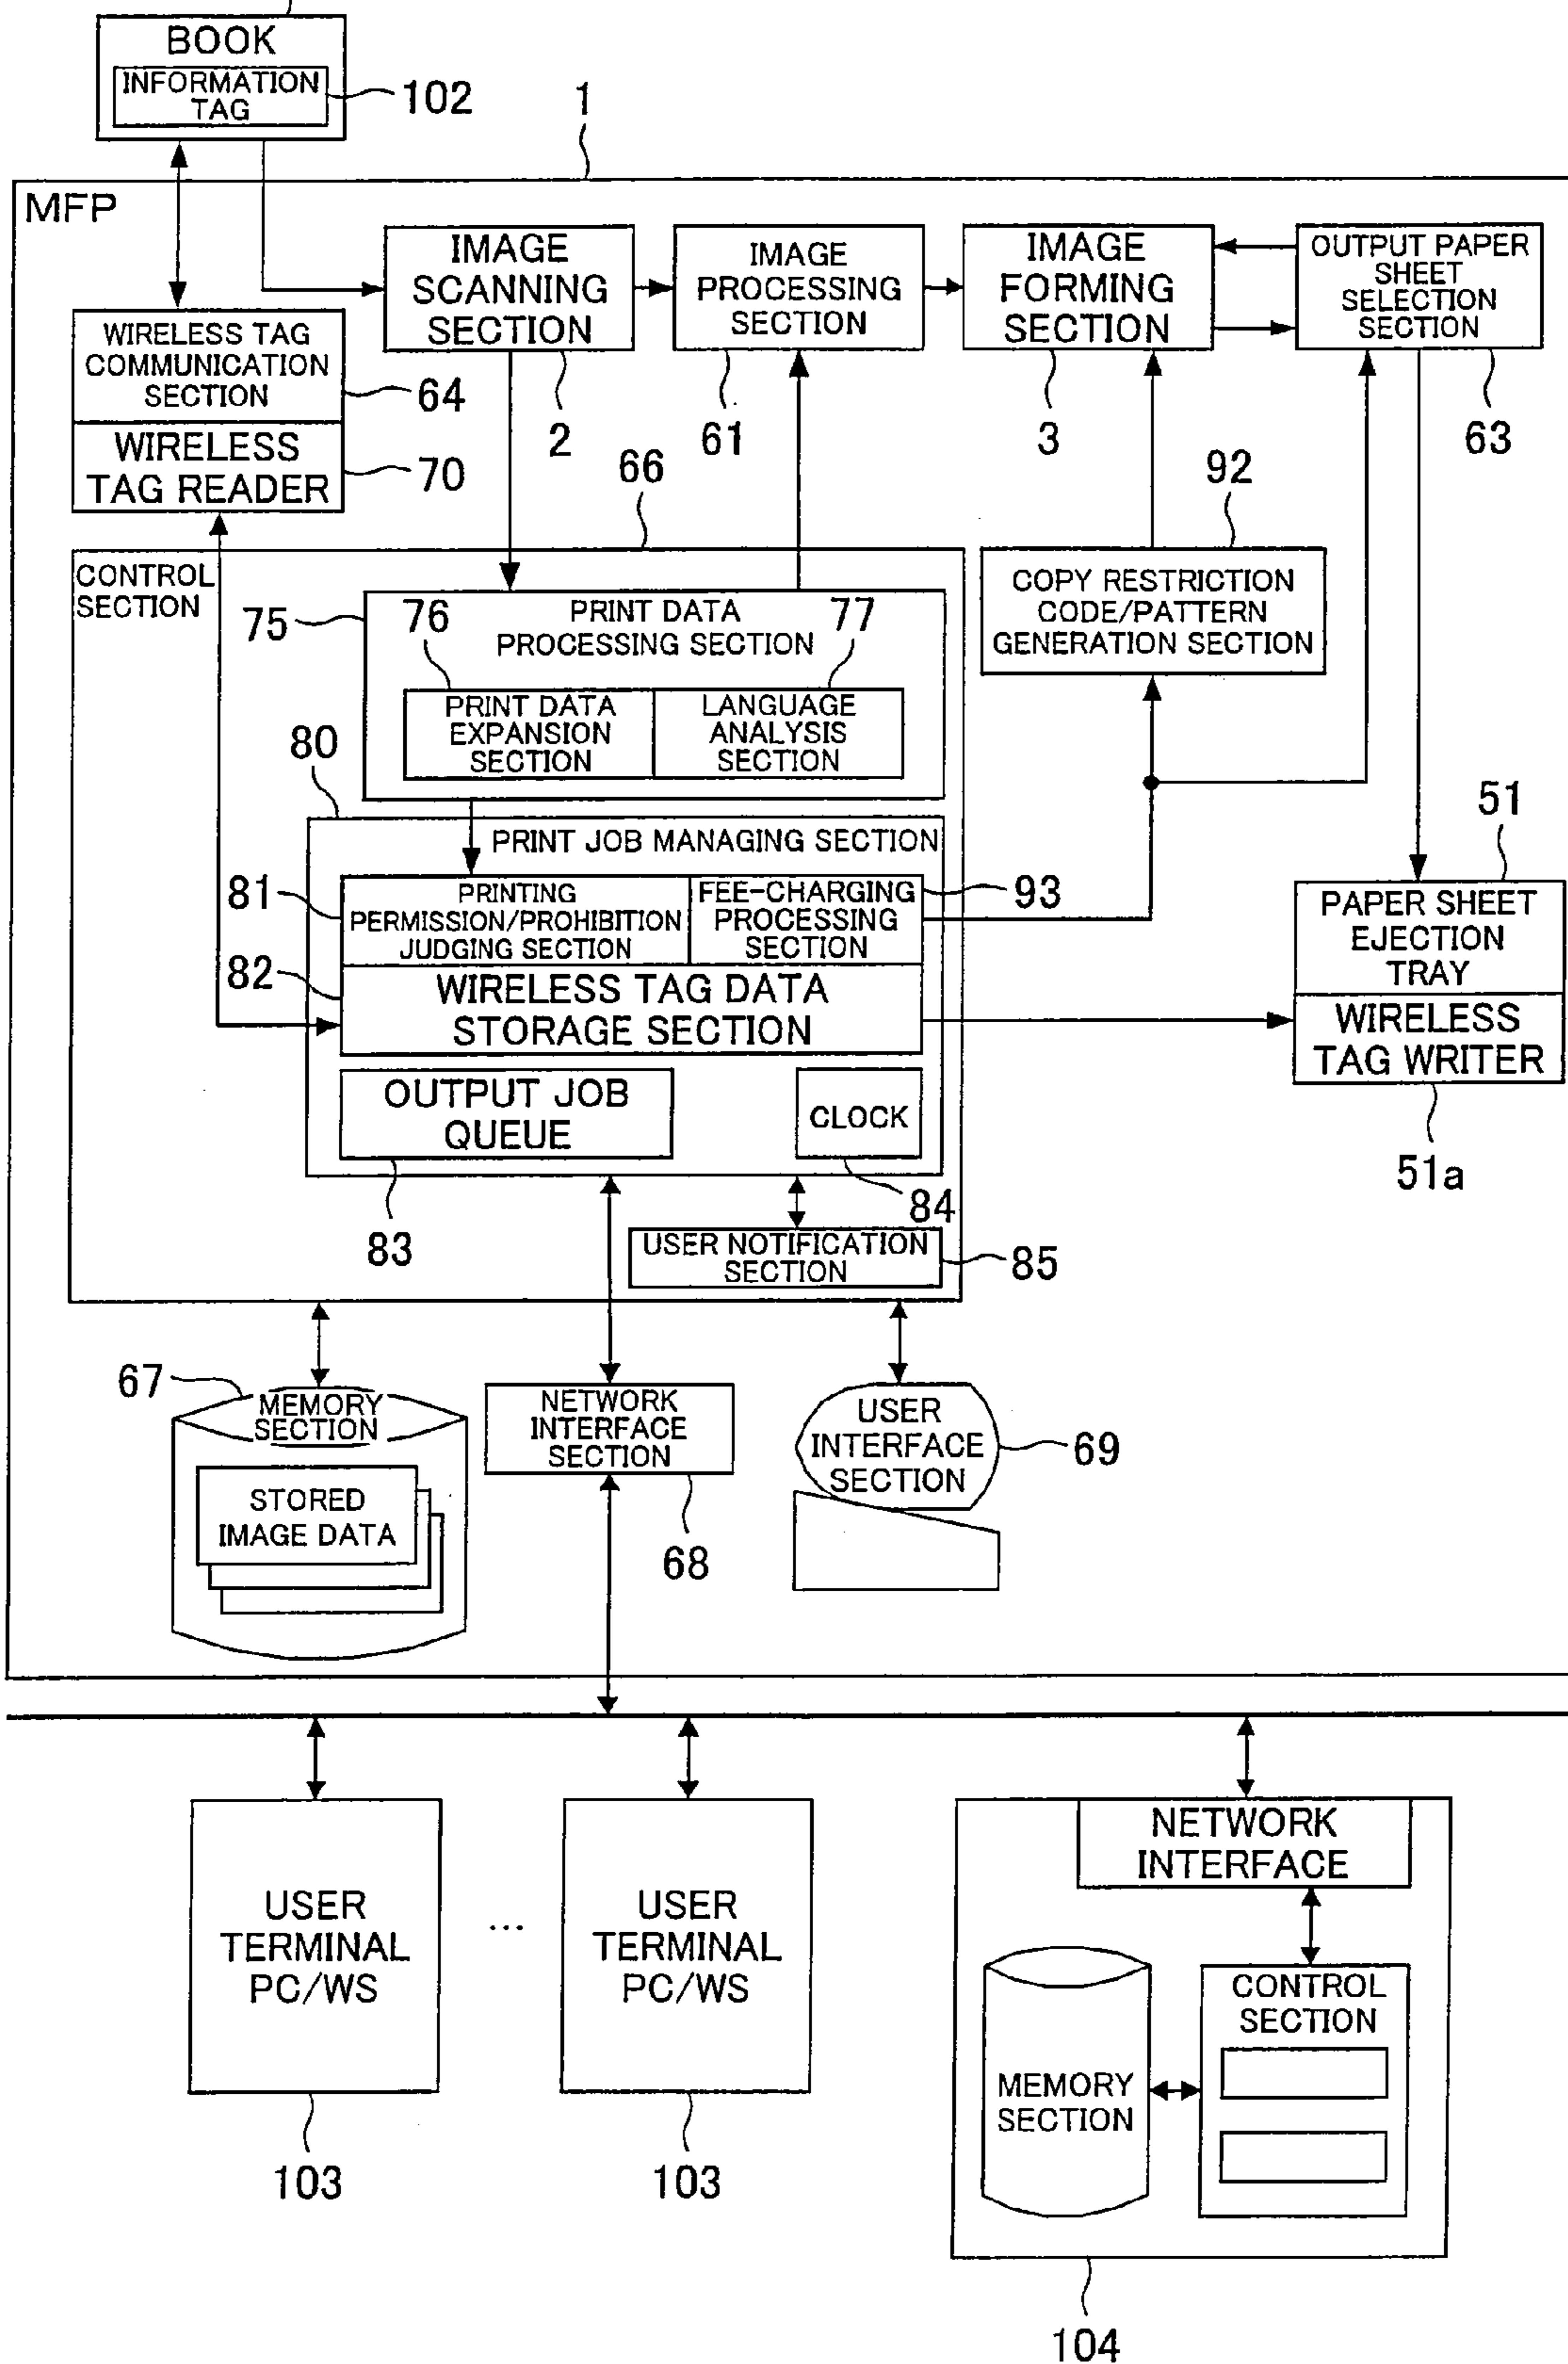 BOOK
INFORMATION
TAG
102
1
MFP
IMAGE
SCANNING
SECTION
2
IMAGE
PROCESSING
SECTION
61
IMAGE
FORMING
SECTION
3
OUTPUT PAPER
SHEET
SELECTION
SECTION
63
WIRELESS TAG
COMMUNICATION
SECTION
64
WIRELESS
TAG READER
70
66
92
CONTROL
SECTION
75
76
PRINT DATA
PROCESSING SECTION
77
PRINT DATA
EXPANSION
SECTION
LANGUAGE
ANALYSIS
SECTION
COPY RESTRICTION
CODE/PATTERN
GENERATION SECTION
80
PRINT JOB MANAGING SECTION
81
PRINTING
PERMISSION/PROHIBITION
JUDGING SECTION
FEE-CHARGING
PROCESSING
SECTION
93
82
WIRELESS TAG DATA
STORAGE SECTION
51
PAPER SHEET
EJECTION
TRAY
WIRELESS
TAG WRITER
51a
OUTPUT JOB
QUEUE
83
CLOCK
84
USER NOTIFICATION
SECTION
85
67
MEMORY
SECTION
STORED
IMAGE DATA
NETWORK
INTERFACE
SECTION
68
USER
INTERFACE
SECTION
69
USER
TERMINAL
PC/WS
103
...
USER
TERMINAL
PC/WS
103
NETWORK
INTERFACE
CONTROL
SECTION
MEMORY
SECTION
104